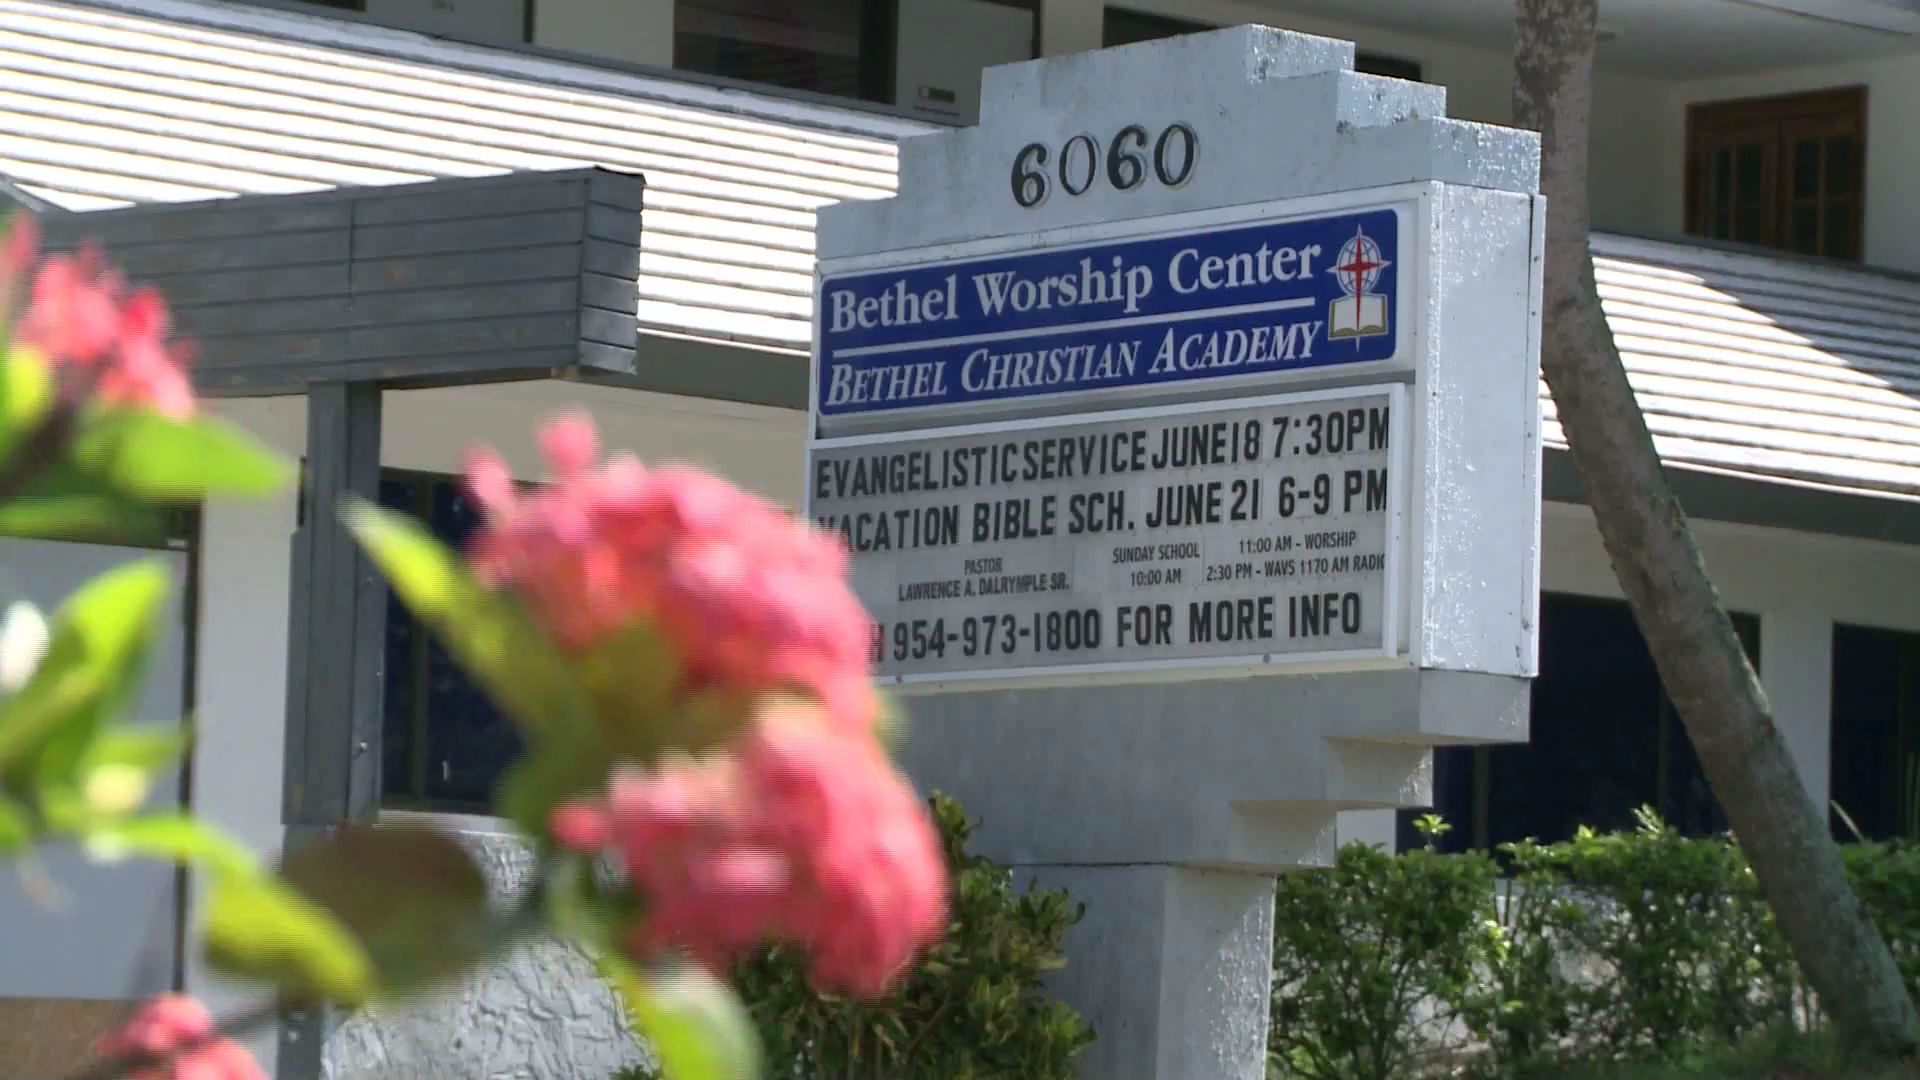 6060
Bethel Worship Center
BETHEL CHRISTIAN ACADEMY
EVANGELISTIC SERVICE JUNE 18 7:30PM
VACATION BIBLE SCH. JUNE 21 6-9 PM
PASTOR
LAWRENCE A. DALRYMPLE SR.
SUNDAY SCHOOL
10:00 AM
11:00 AM - WORSHIP
2:30 PM - WAVS 1170 AM RADIO
954-973-1800 FOR MORE INFO